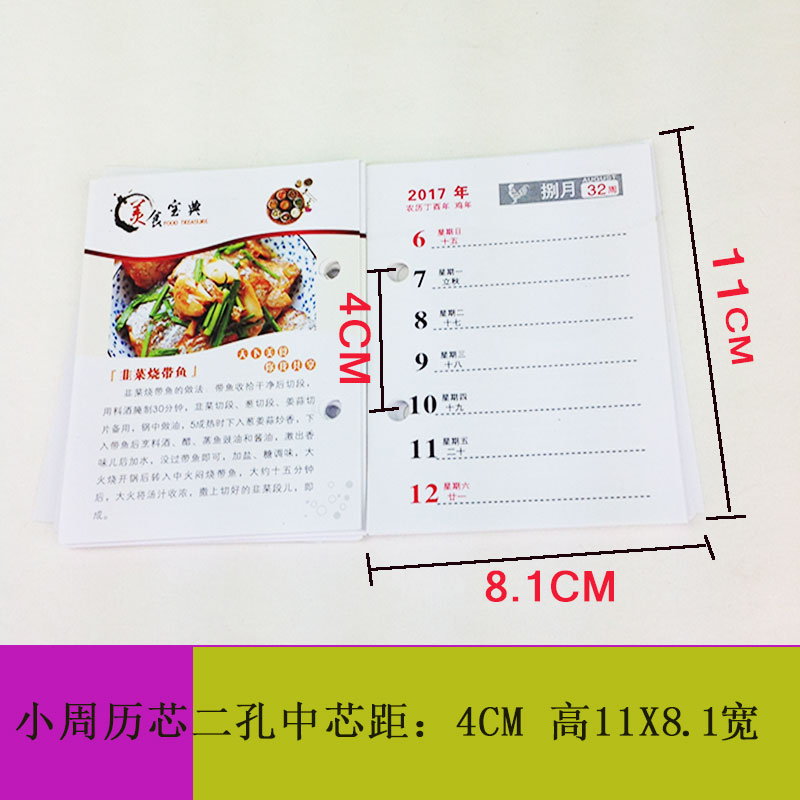 美食宝典
FOOD TREASURE
天下美食
「韭菜烧带鱼」
韭菜烧带鱼的做法：带鱼收检干净后切段，
用料酒腌制30分钟，韭菜切段、葱切段、姜蒜切
片备用，锅中做油，5成热时下入葱姜蒜炒香，下
入带鱼后烹料酒、醋、蒸鱼豉油和酱油，激出香
味儿后加水，没过带鱼即可，加盐、糖调味，大
火烧开锅后转入中火焖烧带鱼，大约十五分钟
后，大火将汤汁收浓，撒上切好的韭菜段儿，即
成。
2017 年
农历丁酉年 鸡年
捌月
AUGUST
32周
6 星期日
十五
7 星期一
立秋
8 星期二
十七
9 星期三
十八
10 星期四
十九
11 星期五
二十
12 星期六
廿一
4CM
11CM
8.1CM
小周历芯二孔中芯距：4CM 高11X8.1宽